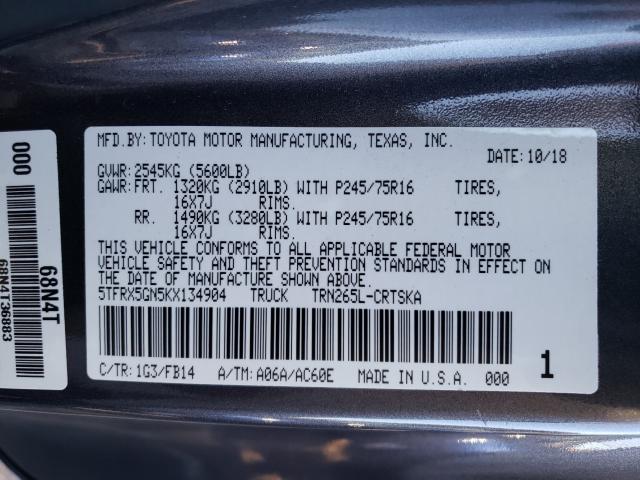 MFD.BY:TOYOTA MOTOR MANUFACTURING, TEXAS, INC.
DATE:10/18
GVWR:2545KG (5600LB)
GAWR:FRT. 1320KG (2910LB) WITH P245/75R16 TIRES,
16X7J RIMS.
RR. 1490KG (3280LB) WITH P245/75R16 TIRES,
16X7J RIMS.
THIS VEHICLE CONFORMS TO ALL APPLICABLE FEDERAL MOTOR
VEHICLE SAFETY AND THEFT PREVENTION STANDARDS IN EFFECT
ON THE DATE OF MANUFACTURE SHOWN ABOVE.
5TFRX5GN5KX134904 TRUCK TRN265L-CRTSKA
C/TR:1G3/FB14 A/TM:A06A/AC60E MADE IN U.S.A. 000
1
000
68N4T
68N4T36883